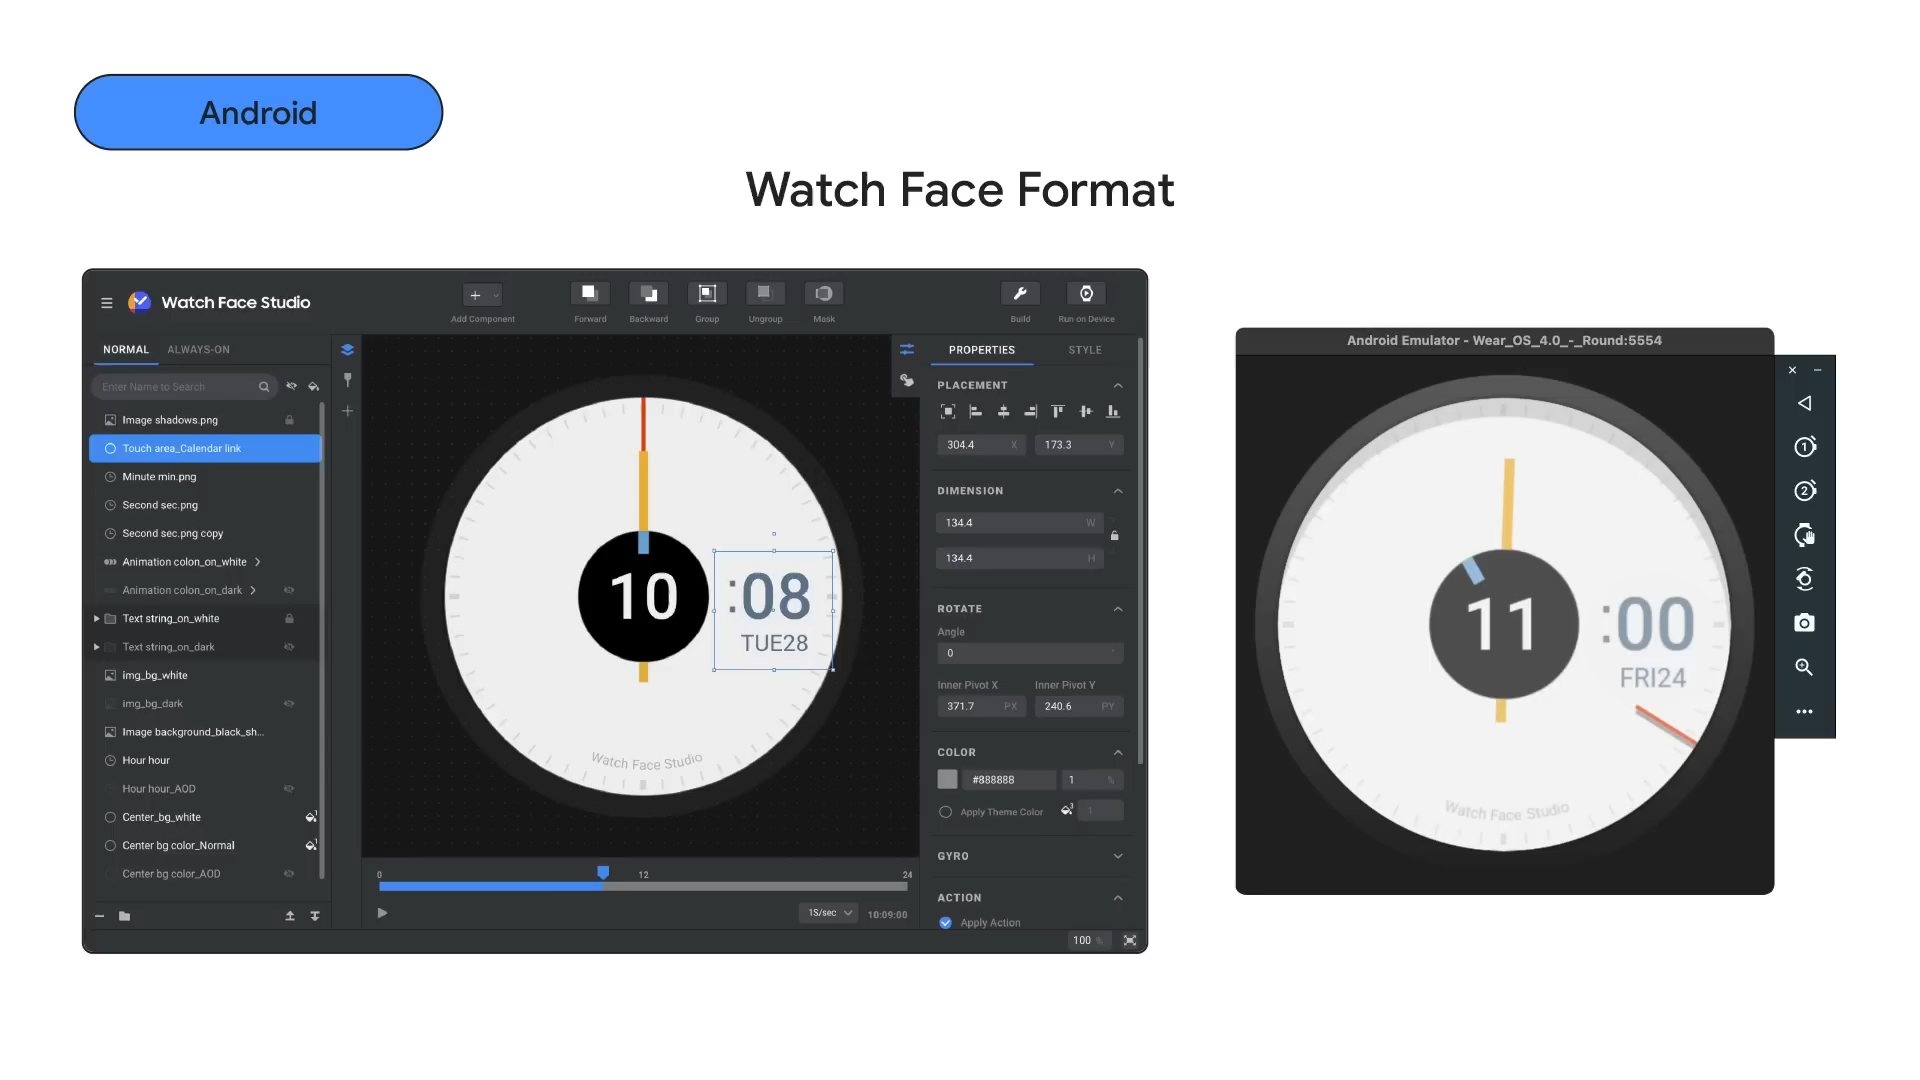 Android
Watch Face Format
Watch Face Studio
Add Component
Forward
Backward
Group
Ungroup
Mask
Build
Run on Device
NORMAL
ALWAYS-ON
Enter Name to Search
Image shadows.png
Touch area_Calendar link
Minute min.png
Second sec.png
Second sec.png copy
Animation colon_on_white
Animation colon_on_dark
Text string_on_white
Text string_on_dark
img_bg_white
img_bg_dark
Image background_black_sh...
Hour hour
Hour hour_AOD
Center_bg_white
Center bg color_Normal
Center bg color_AOD
10
:08
TUE28
Watch Face Studio
0
12
24
1S/sec
10:09:00
PROPERTIES
STYLE
PLACEMENT
304.4 X
173.3 Y
DIMENSION
134.4 W
134.4 H
ROTATE
Angle
0
Inner Pivot X
Inner Pivot Y
371.7 PX
240.6 PY
COLOR
#888888
1 %
Apply Theme Color
1
GYRO
ACTION
Apply Action
100 %
Android Emulator - Wear_OS_4.0_-_Round:5554
11
:00
FRI24
Watch Face Studio
1
2